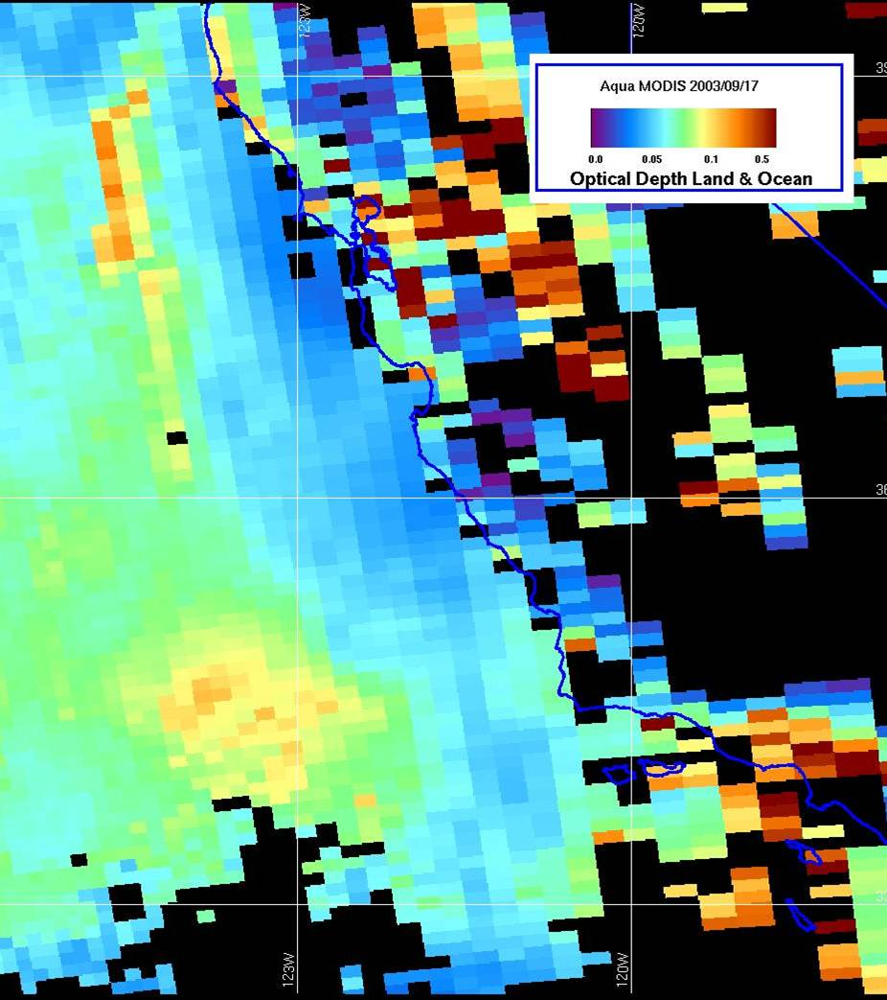 123W
120W
Aqua MODIS 2003/09/17
0.0 0.05 0.1 0.5
Optical Depth Land & Ocean
36
123W
120W